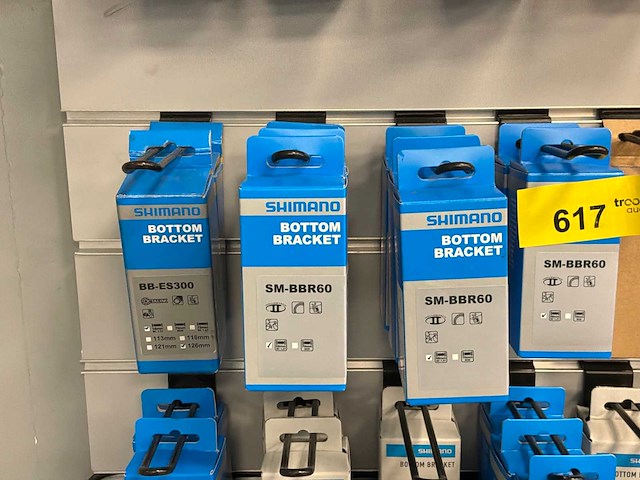 SHIMANO
BOTTOM
BRACKET
BB-ES300
113mm
118mm
121mm
126mm
SHIMANO
BOTTOM
BRACKET
SM-BBR60
SHIMANO
BOTTOM
BRACKET
SM-BBR60
617
SM-BBR60
BOTTOM BRACKET